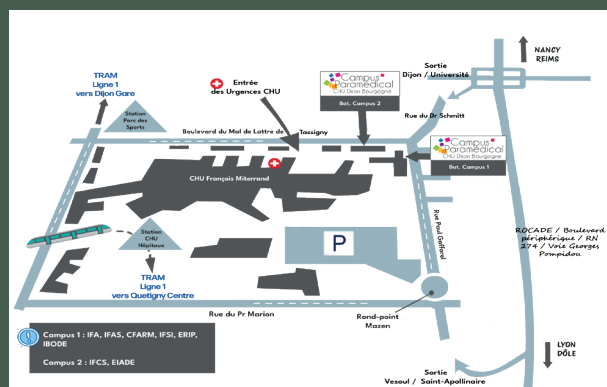 NANCY
REIMS
Sortie
Dijon / Université
TRAM
Ligne 1
vers Dijon Gare
Entrée
des Urgences CHU
Campus
Paramédical
CHU Dijon Bourgogne
Bat. Campus 2
Station
Parc des
Sports
Rue du Dr Schmitt
Boulevard du Mal de Lattre de Tassigny
Campus
Paramédical
CHU Dijon Bourgogne
Bat. Campus 1
CHU François Miterrand
Rue Paul Gaffarel
Station
CHU
Hôpitaux
P
ROCADE / Boulevard
périphérique / RN
274 / Voie Georges
Pompidou
TRAM
Ligne 1
vers Quetigny Centre
Rue du Pr Marion
Rond-point
Mazen
Campus 1 : IFA, IFAS, CFARM, IFSI, ERIP,
IBODE
Campus 2 : IFCS, EIADE
LYON
DÔLE
Sortie
Vesoul / Saint-Apollinaire